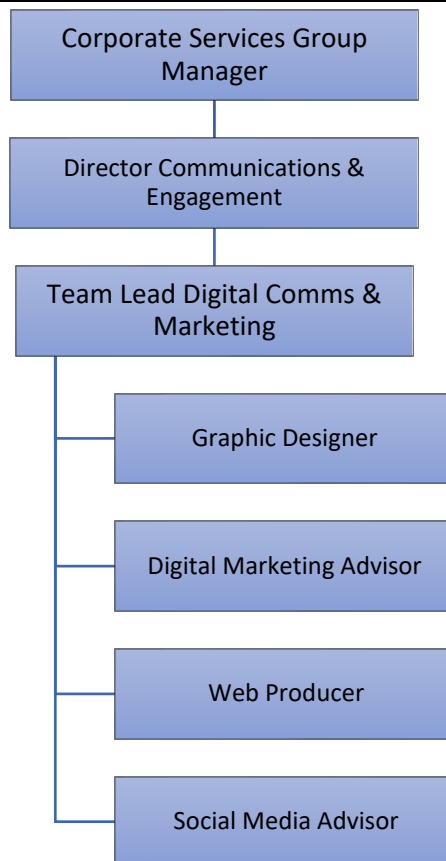 Corporate Services Group
Manager
Director Communications &
Engagement
Team Lead Digital Comms &
Marketing
Graphic Designer
Digital Marketing Advisor
Web Producer
Social Media Advisor